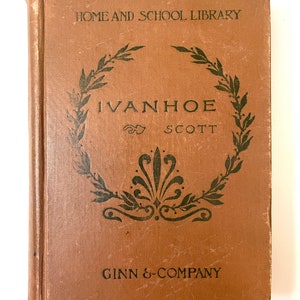 HOME AND SCHOOL LIBRARY
IVANHOE
SCOTT
GINN & COMPANY